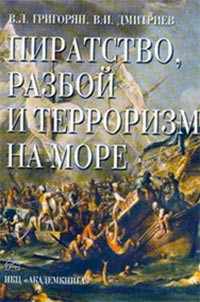 В.Л. ГРИГОРЯН, В.И. ДМИТРИЕВ
ПИРАТСТВО,
РАЗБОЙ
И ТЕРРОРИЗМ
НА МОРЕ
ИКЦ «АКАДЕМКНИГА»